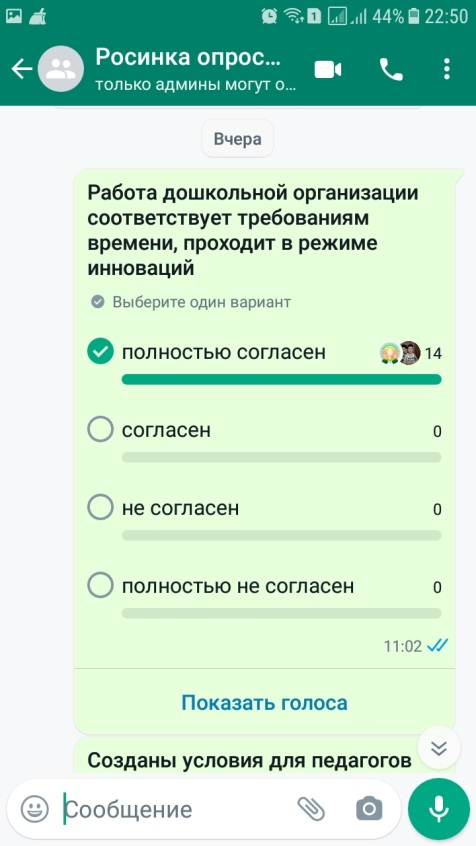 1 44% 22:50
Росинка опрос...
только админы могут о...
Вчера
Работа дошкольной организации
соответствует требованиям
времени, проходит в режиме
инноваций
Выберите один вариант
полностью согласен 14
согласен 0
не согласен 0
полностью не согласен 0
11:02
Показать голоса
Созданы условия для педагогов
Сообщение